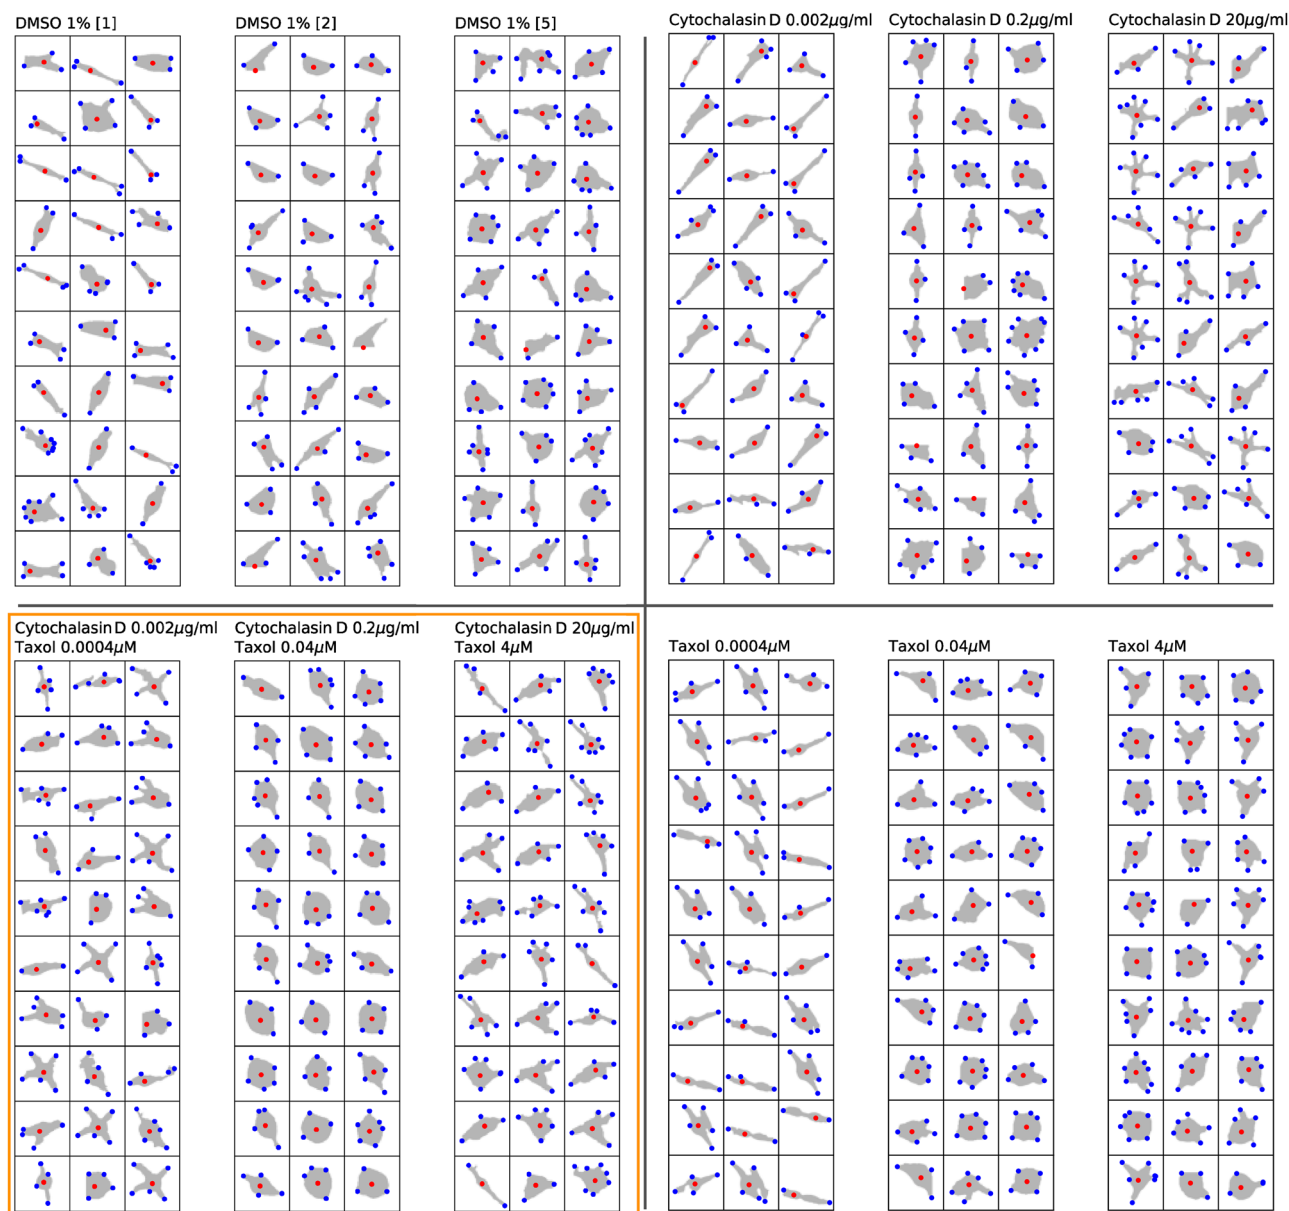 DMSO 1% [1]
DMSO 1% [2]
DMSO 1% [5]
Cytochalasin D 0.002μg/ml
Cytochalasin D 0.2μg/ml
Cytochalasin D 20μg/ml
Cytochalasin D 0.002μg/ml
Taxol 0.0004μM
Cytochalasin D 0.2μg/ml
Taxol 0.04μM
Cytochalasin D 20μg/ml
Taxol 4μM
Taxol 0.0004μM
Taxol 0.04μM
Taxol 4μM